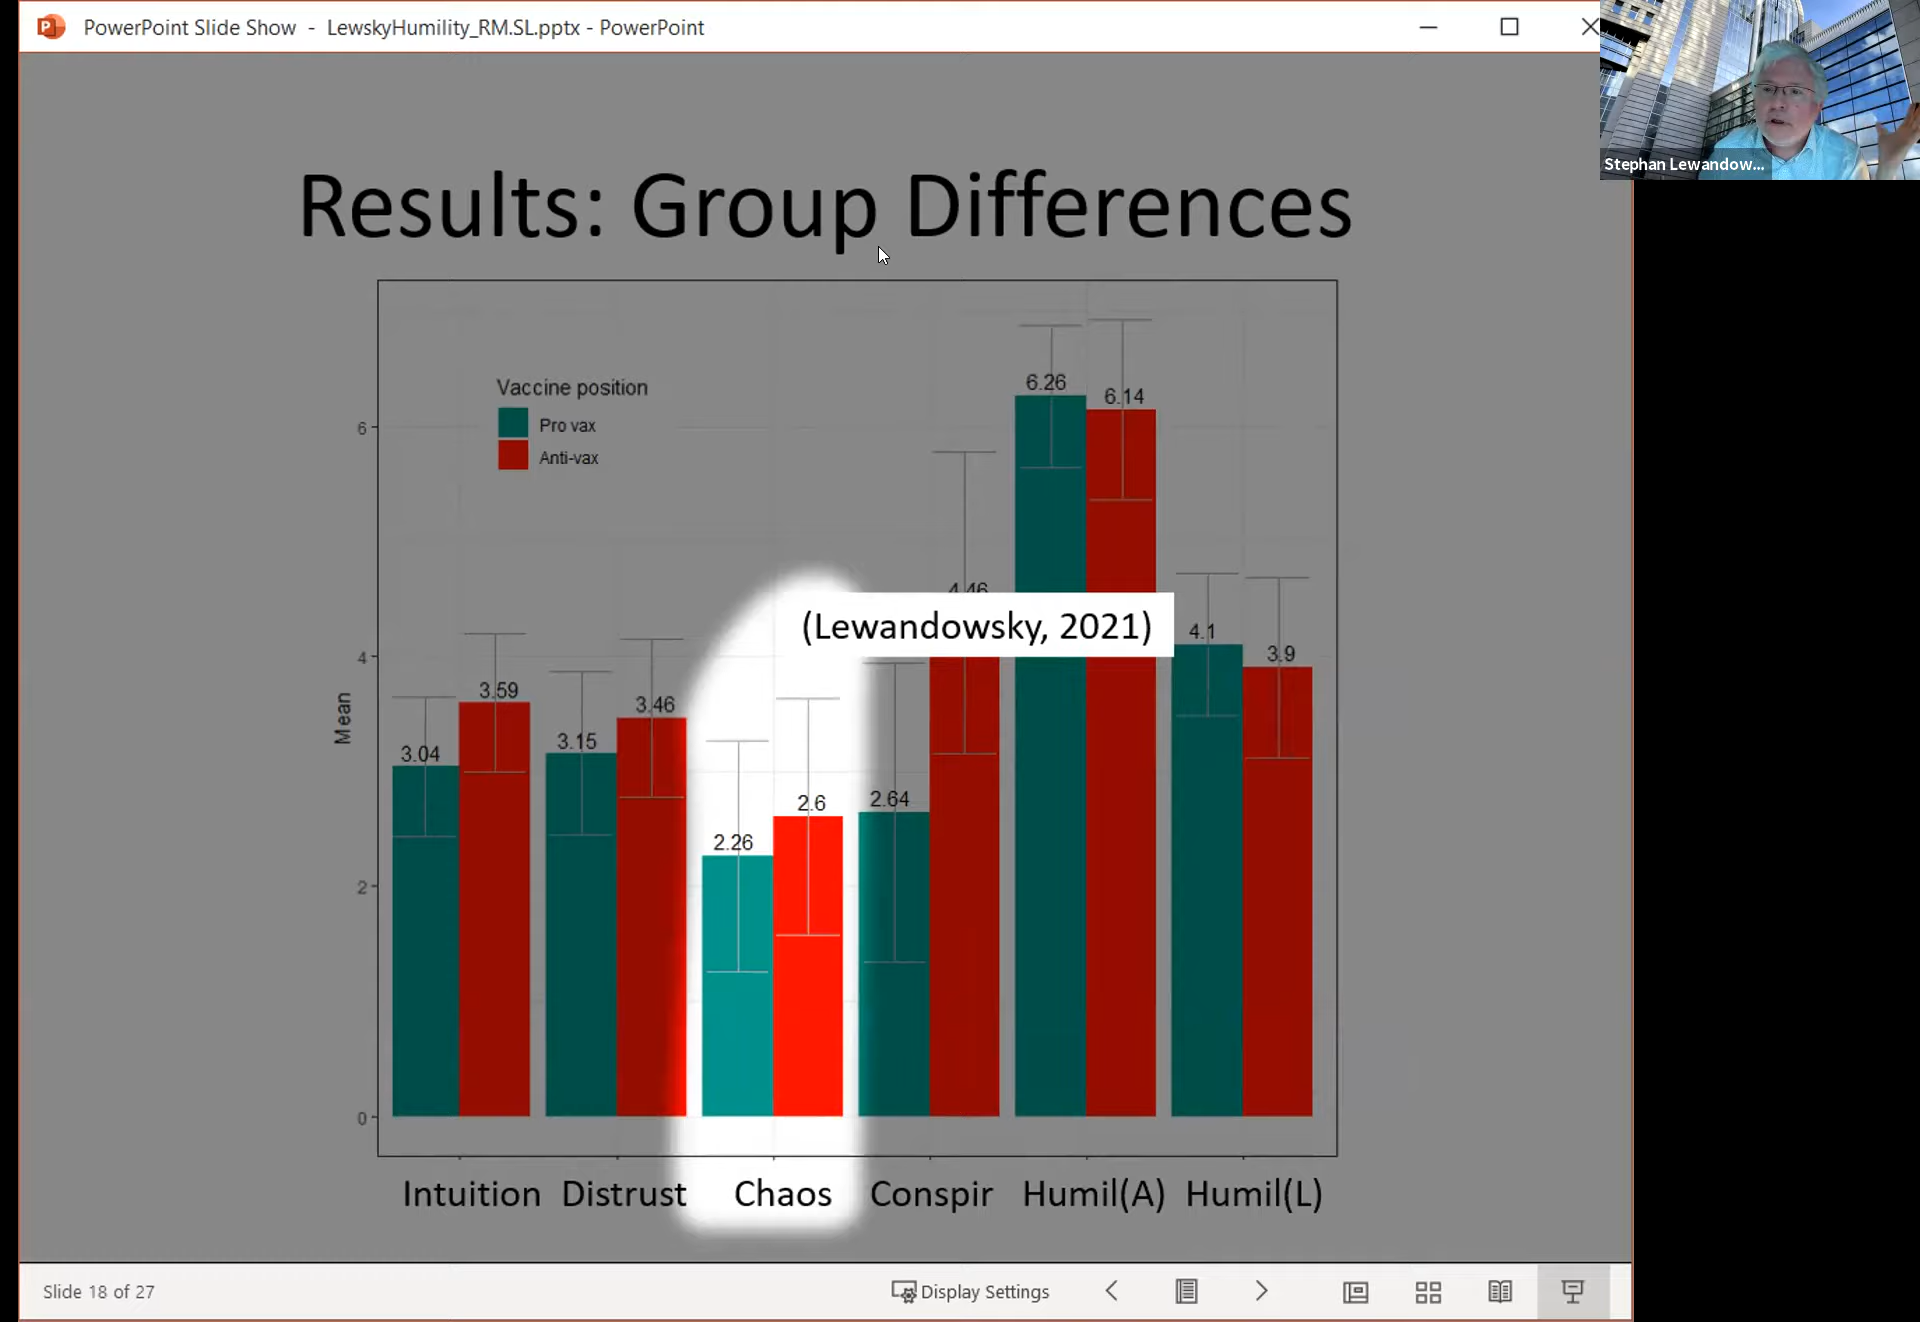 PowerPoint Slide Show - LewskyHumility_RM.SL.pptx - PowerPoint
Stephan Lewandow...
Results: Group Differences
Vaccine position
Pro vax
Anti-vax
Mean
6
4
2
0
3.04
3.59
3.15
3.46
2.26
2.6
2.64
4.46
6.26
6.14
4.1
3.9
(Lewandowsky, 2021)
Intuition Distrust Chaos Conspir Humil(A) Humil(L)
Slide 18 of 27
Display Settings